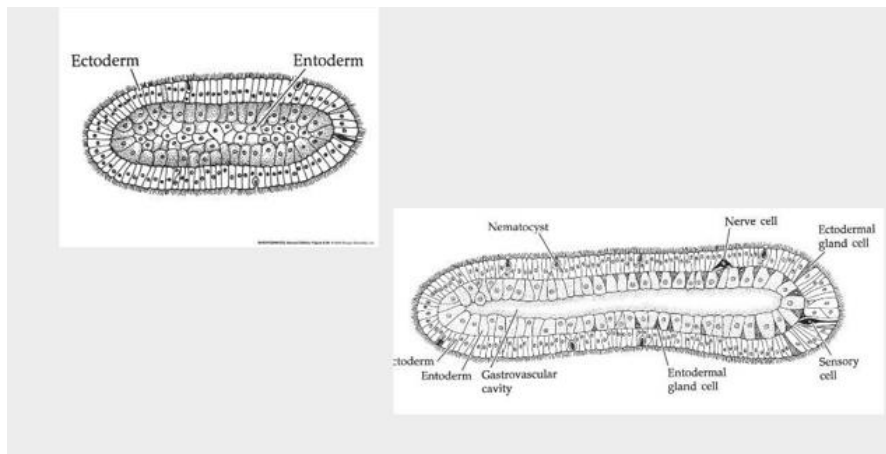 Ectoderm
Entoderm
Nematocyst
Nerve cell
Ectodermal
gland cell
ctoderm
Entoderm
Gastrovascular
cavity
Entodermal
gland cell
Sensory
cell